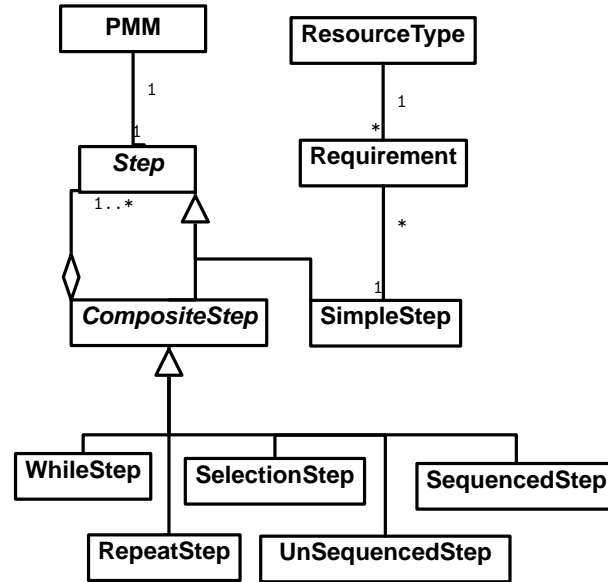 PMM
ResourceType
1
1
1
*
Step
Requirement
1..*
*
1
CompositeStep
SimpleStep
WhileStep
SelectionStep
SequencedStep
RepeatStep
UnSequencedStep